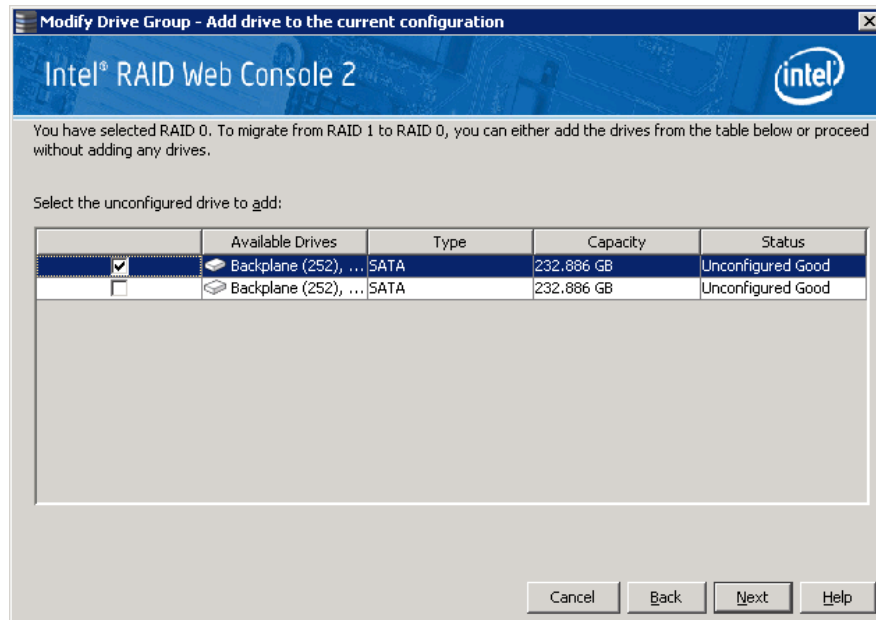 Modify Drive Group - Add drive to the current configuration
Intel® RAID Web Console 2
intel
You have selected RAID 0. To migrate from RAID 1 to RAID 0, you can either add the drives from the table below or proceed
without adding any drives.
Select the unconfigured drive to add:
Available Drives Type Capacity Status
Backplane (252), ... SATA 232.886 GB Unconfigured Good
Backplane (252), ... SATA 232.886 GB Unconfigured Good
Cancel Back Next Help